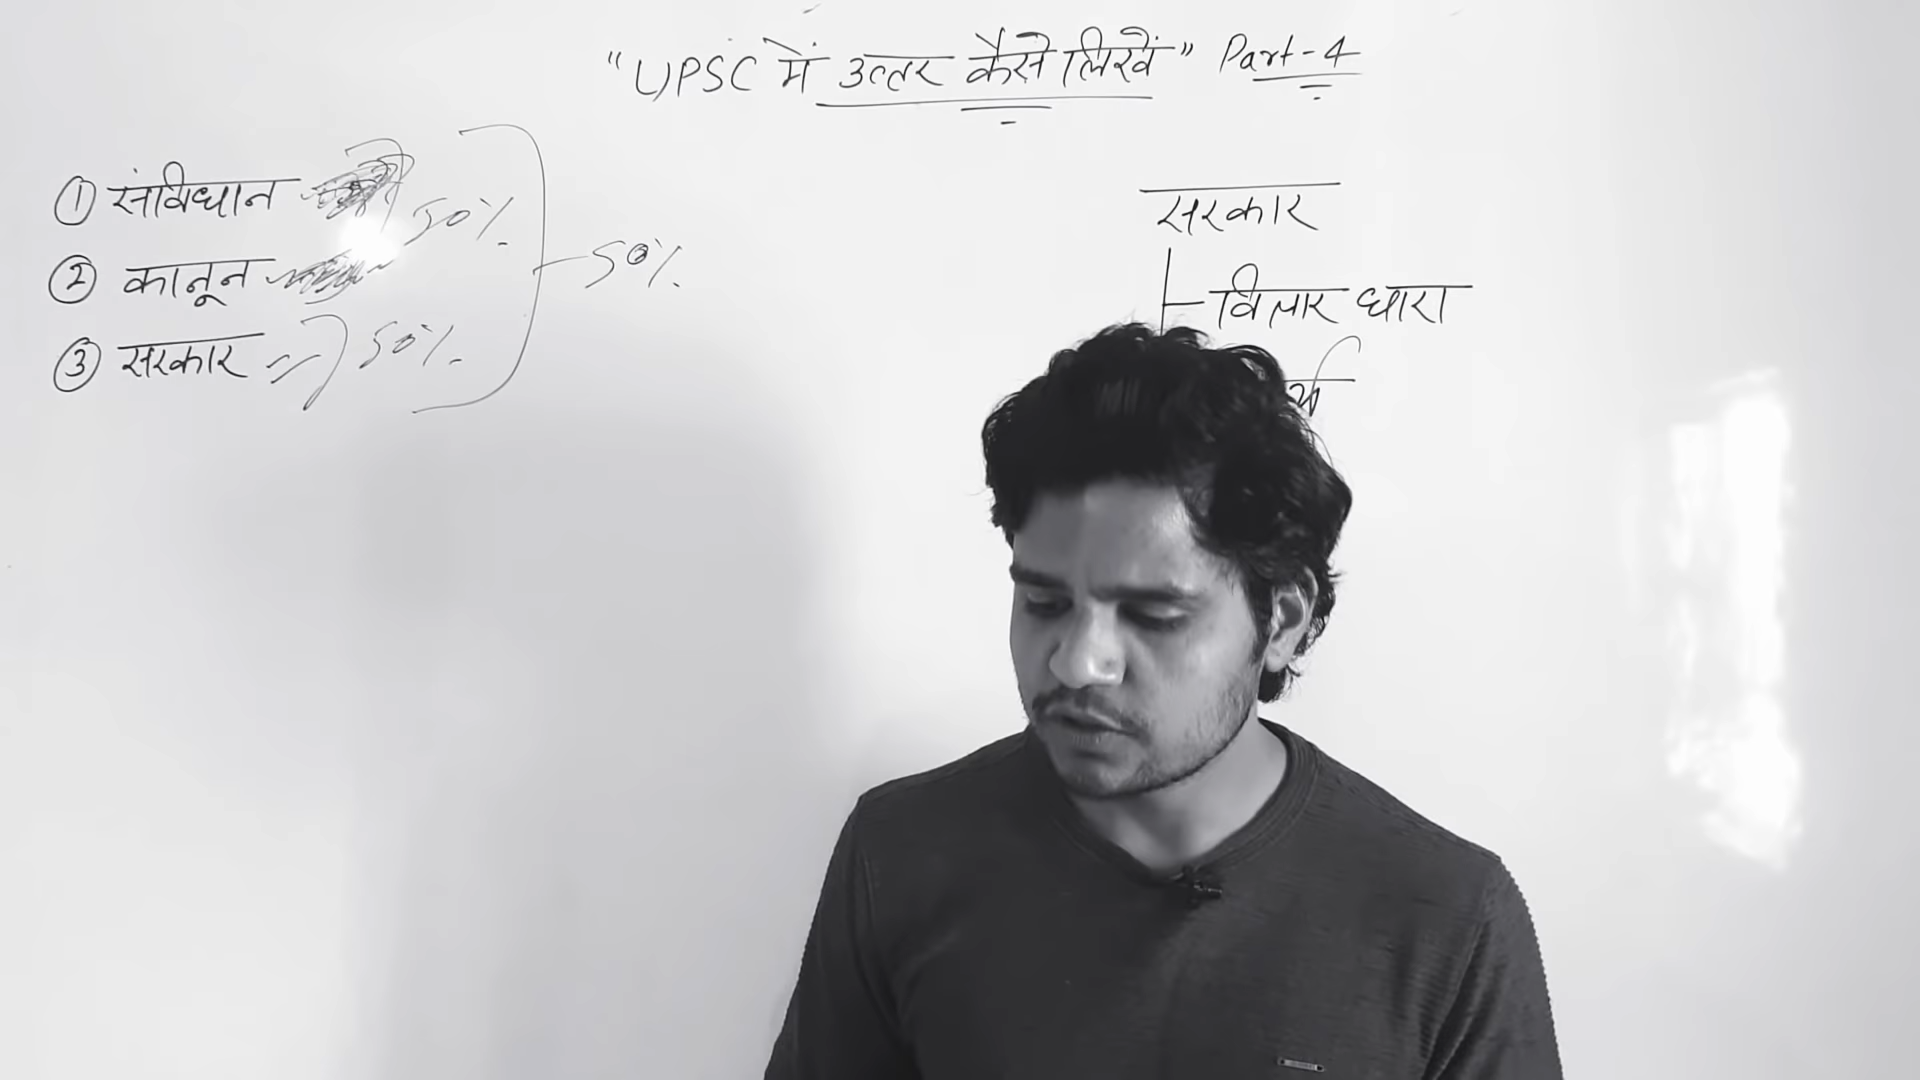 "UPSC में उत्तर कैसे लिखें" Part-4
① संविधान
50%.
② कानून
50%.
③ सरकार 50%.
सरकार
विचार धारा